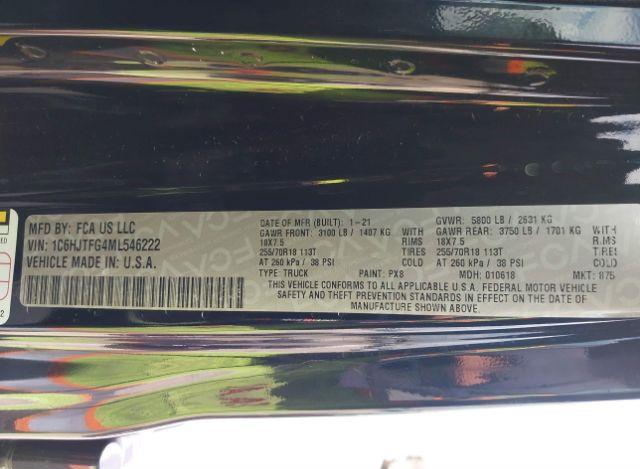 MFD BY: FCA US LLC
VIN: 1C6HJTFG4ML546222
VEHICLE MADE IN: U.S.A.
DATE OF MFR (BUILT): 1-21 GVWR: 5800 LB / 2631 KG
GAWR FRONT: 3100 LB / 1407 KG WITH GAWR REAR: 3750 LB / 1701 KG WITH
18X7.5 RIMS 18X7.5 RIMS
255/70R18 113T TIRES 255/70R18 113T TIRES
AT 260 kPa / 38 PSI COLD AT 260 kPa / 38 PSI COLD
TYPE: TRUCK PAINT: PX8 MDH: 010618 MKT: 875
THIS VEHICLE CONFORMS TO ALL APPLICABLE U.S.A. FEDERAL MOTOR VEHICLE
SAFETY AND THEFT PREVENTION STANDARDS IN EFFECT ON THE DATE OF
MANUFACTURE SHOWN ABOVE.